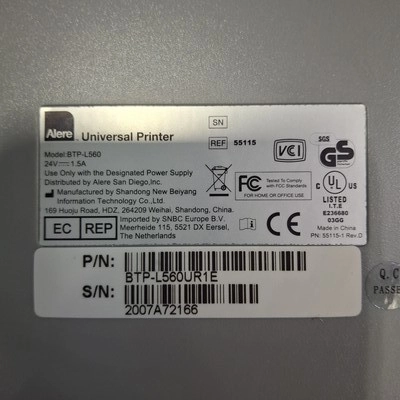 Alere Universal Printer
SN
REF 55115
Model:BTP-L560
24V 1.5A
Use Only with the Designated Power Supply
Distributed by Alere San Diego,Inc.
Manufactured by Shandong New Beiyang
Information Technology Co., Ltd.
169 Huoju Road, HDZ, 264209 Weihai, Shandong, China.
EC REP
Imported by SNBC Europe B.V.
Meerheide 115, 5521 DX Eersel,
The Netherlands
VCI
SGS
GS
FC
Tested To Comply
with FCC Standards
FOR HOME OR OFFICE USE
C UL US
LISTED
I.T.E
E236680
03GG
Made in China
PN: 55115-1 Rev.D
P/N:
BTP-L560UR1E
S/N:
2007A72166
Q.C
PASSE